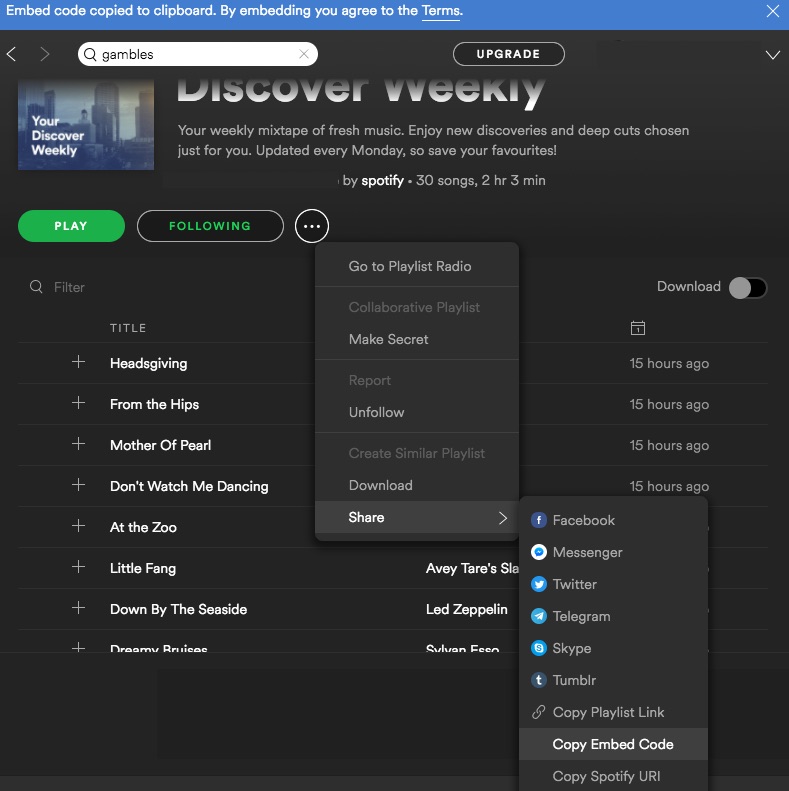 Embed code copied to clipboard. By embedding you agree to the Terms.
gambles
UPGRADE
Discover Weekly
Your
Discover
Weekly
Your weekly mixtape of fresh music. Enjoy new discoveries and deep cuts chosen
just for you. Updated every Monday, so save your favourites!
by spotify • 30 songs, 2 hr 3 min
PLAY
FOLLOWING
Go to Playlist Radio
Collaborative Playlist
Make Secret
Report
Unfollow
Create Similar Playlist
Download
Share
Filter
Download
TITLE
1
Headsgiving
15 hours ago
From the Hips
15 hours ago
Mother Of Pearl
15 hours ago
Don't Watch Me Dancing
15 hours ago
At the Zoo
Little Fang
Avey Tare's Sla
Down By The Seaside
Led Zeppelin
Dreamy Bruises
Sylvan Esso
Facebook
Messenger
Twitter
Telegram
Skype
Tumblr
Copy Playlist Link
Copy Embed Code
Copy Spotify URI